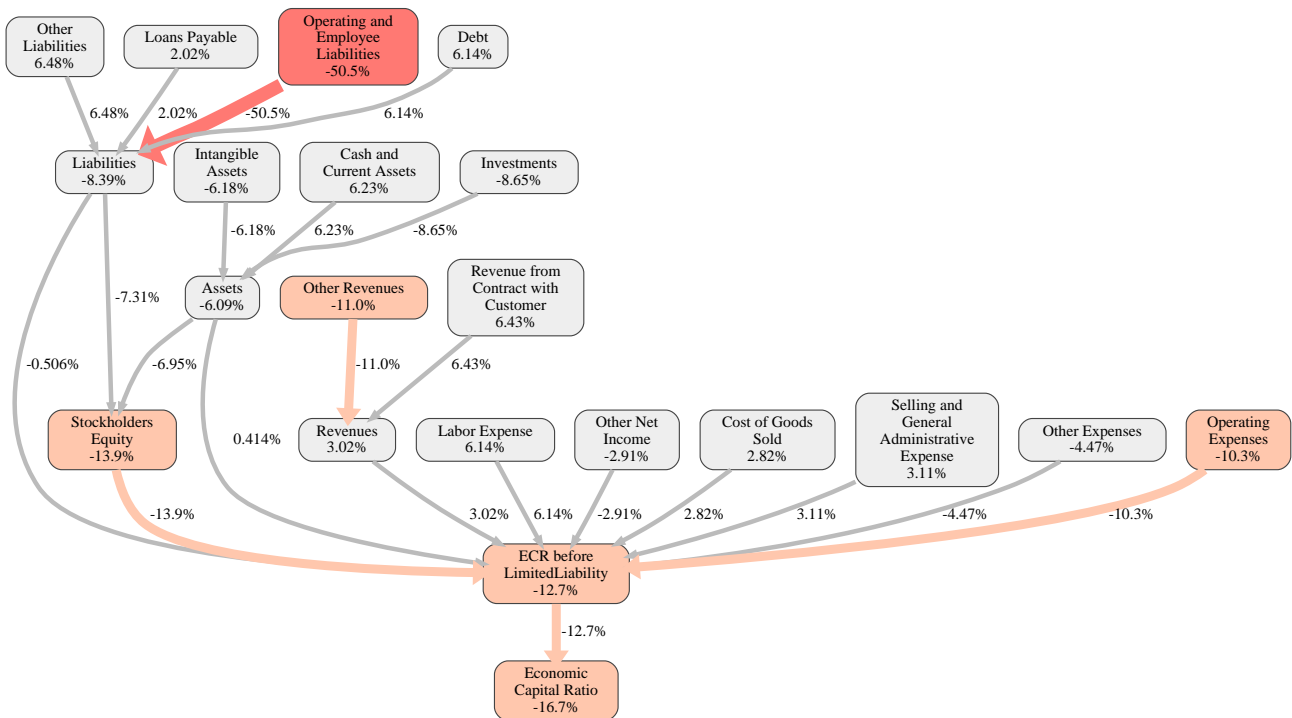 Other
Liabilities
6.48%
Loans Payable
2.02%
Operating and
Employee
Liabilities
-50.5%
Debt
6.14%
6.48%
2.02%
-50.5%
6.14%
Liabilities
-8.39%
Intangible
Assets
-6.18%
Cash and
Current Assets
6.23%
Investments
-8.65%
-6.18%
6.23%
-8.65%
-7.31%
Assets
-6.09%
Other Revenues
-11.0%
Revenue from
Contract with
Customer
6.43%
-0.506%
-6.95%
-11.0%
6.43%
Stockholders
Equity
-13.9%
0.414%
Revenues
3.02%
Labor Expense
6.14%
Other Net
Income
-2.91%
Cost of Goods
Sold
2.82%
Selling and
General
Administrative
Expense
3.11%
Other Expenses
-4.47%
Operating
Expenses
-10.3%
-13.9%
3.02%
6.14%
-2.91%
2.82%
3.11%
-4.47%
-10.3%
ECR before
LimitedLiability
-12.7%
-12.7%
Economic
Capital Ratio
-16.7%